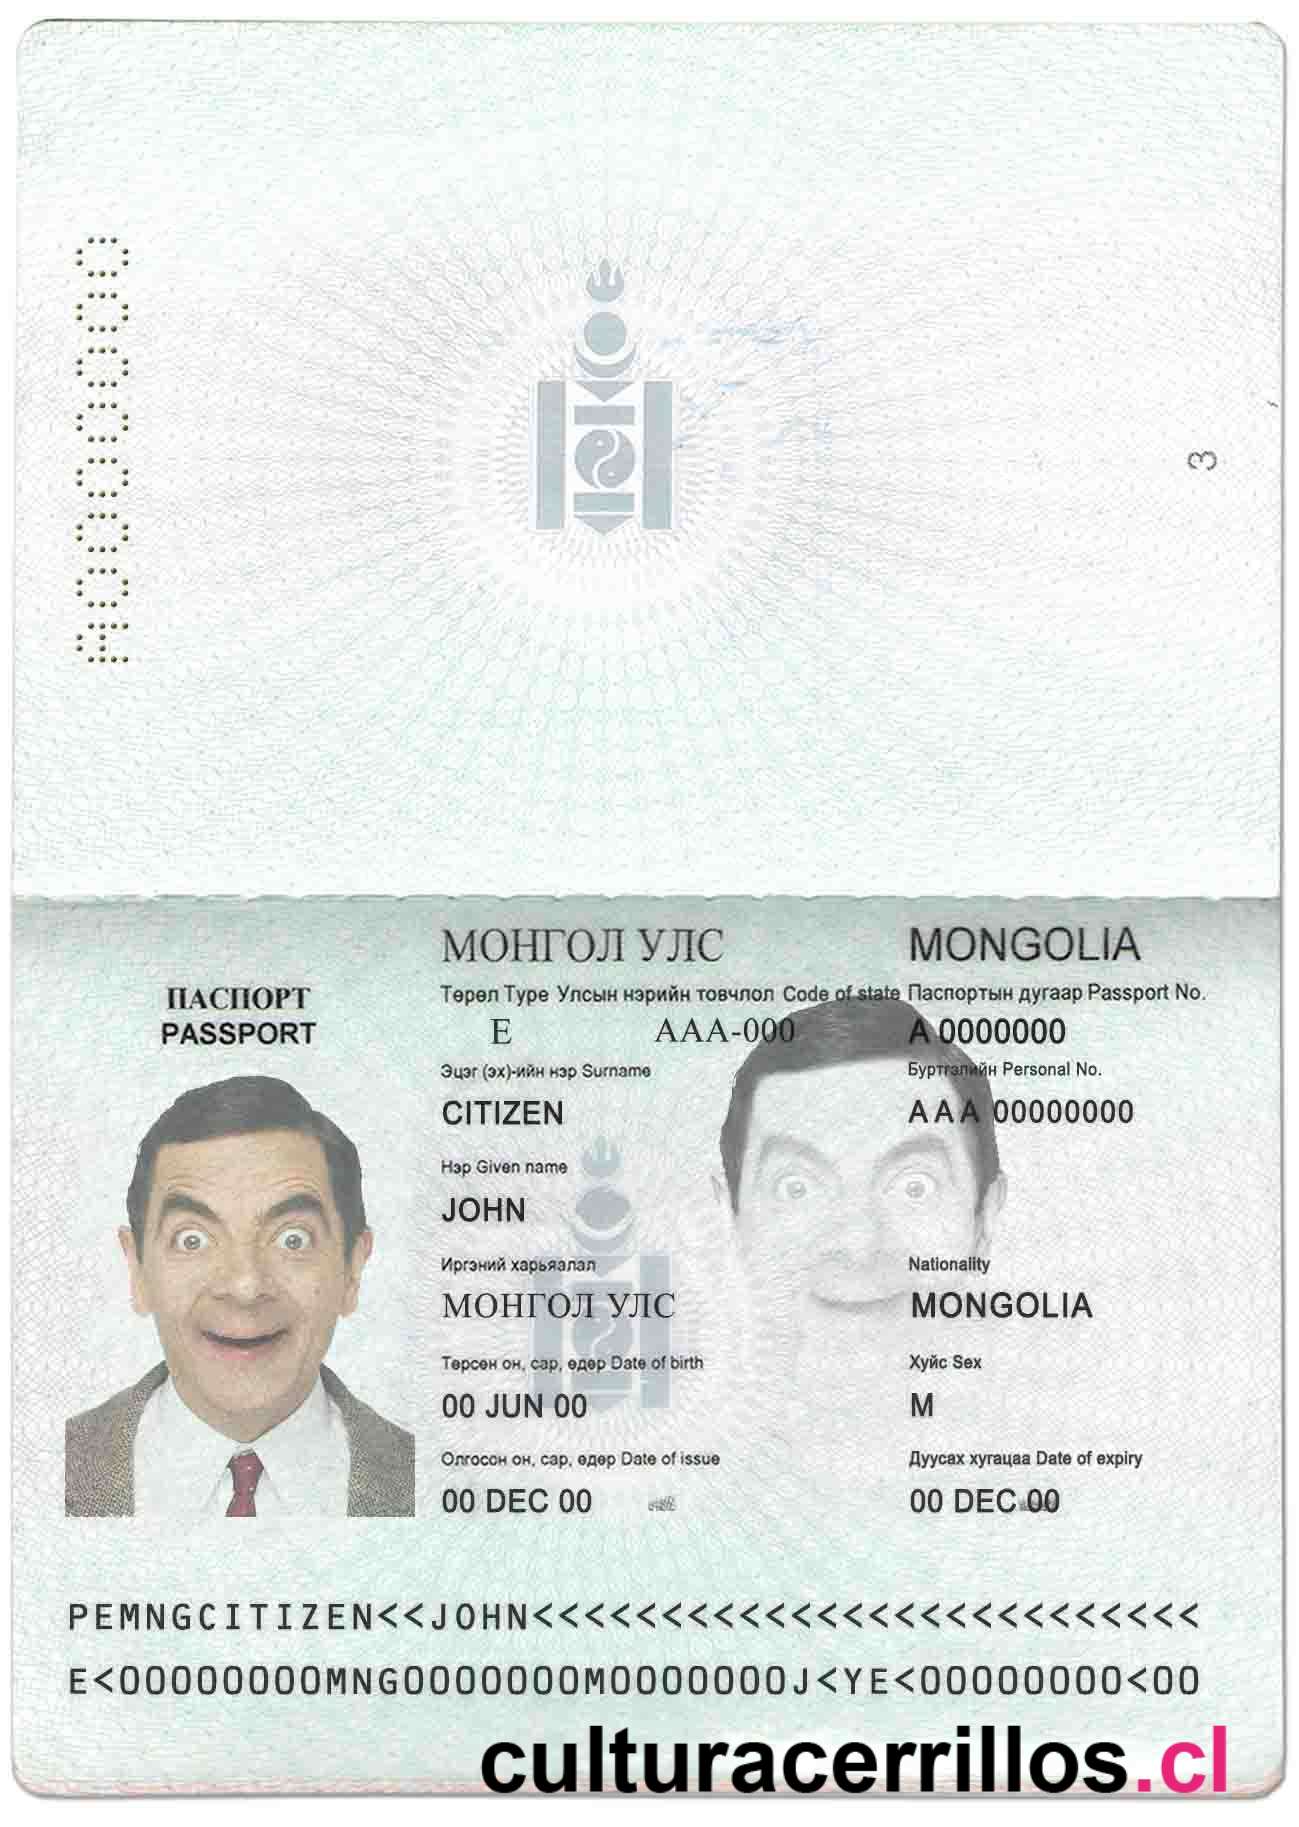 A0000000
3
МОНГОЛ УЛС MONGOLIA
ПАСПОРТ
PASSPORT
Төрөл Type Улсын нэрийн товчлол Code of state Паспортын дугаар Passport No.
E AAA-000 A 0000000
Эцэг (эх)-ийн нэр Surname Бүртгэлийн Personal No.
CITIZEN A A A 00000000
Нэр Given name
JOHN
Иргэний харьяалал Nationality
МОНГОЛ УЛС MONGOLIA
Төрсөн он, сар, өдөр Date of birth Хүйс Sex
00 JUN 00 M
Олгосон он, сар, өдөр Date of issue Дуусах хугацаа Date of expiry
00 DEC 00 00 DEC 00
PEMNGCITIZEN<<JOHN<<<<<<<<<<<<<<<<<<<<<<<<<<
E<00000000MNG0000000M0000000J<YE<00000000<00
culturacerrillos.cl